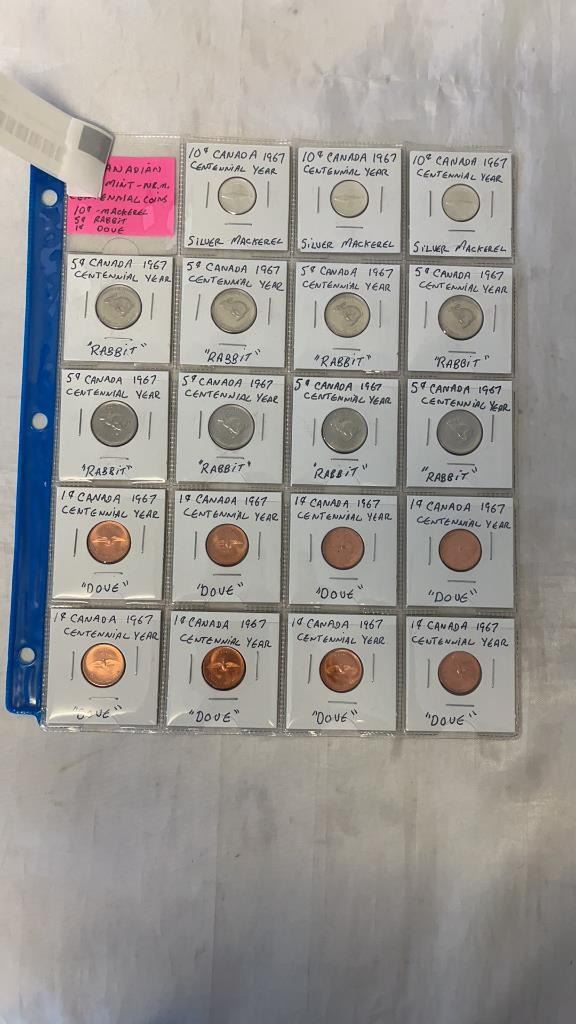 MINT - NR. M.
COINS
10¢ - MACKEREL
5¢ RABBIT
1¢ DOVE
10¢ CANADA 1967
CENTENNIAL YEAR
SILVER MACKEREL
10¢ CANADA 1967
CENTENNIAL YEAR
SILVER MACKEREL
10¢ CANADA 1967
CENTENNIAL YEAR
SILVER MACKEREL
5¢ CANADA 1967
CENTENNIAL YEAR
"RABBIT"
5¢ CANADA 1967
CENTENNIAL YEAR
"RABBIT"
5¢ CANADA 1967
CENTENNIAL YEAR
"RABBIT"
5¢ CANADA 1967
CENTENNIAL YEAR
"RABBIT"
5¢ CANADA 1967
CENTENNIAL YEAR
"RABBIT"
5¢ CANADA 1967
CENTENNIAL YEAR
"RABBIT"
5¢ CANADA 1967
CENTENNIAL YEAR
"RABBIT"
5¢ CANADA 1967
CENTENNIAL YEAR
"RABBIT"
1¢ CANADA 1967
CENTENNIAL YEAR
"DOVE"
1¢ CANADA 1967
CENTENNIAL YEAR
"DOVE"
1¢ CANADA 1967
CENTENNIAL YEAR
"DOVE"
1¢ CANADA 1967
CENTENNIAL YEAR
"DOVE"
1¢ CANADA 1967
CENTENNIAL YEAR
"DOVE"
1¢ CANADA 1967
CENTENNIAL YEAR
"DOVE"
1¢ CANADA 1967
CENTENNIAL YEAR
"DOVE"
1¢ CANADA 1967
CENTENNIAL YEAR
"DOVE"